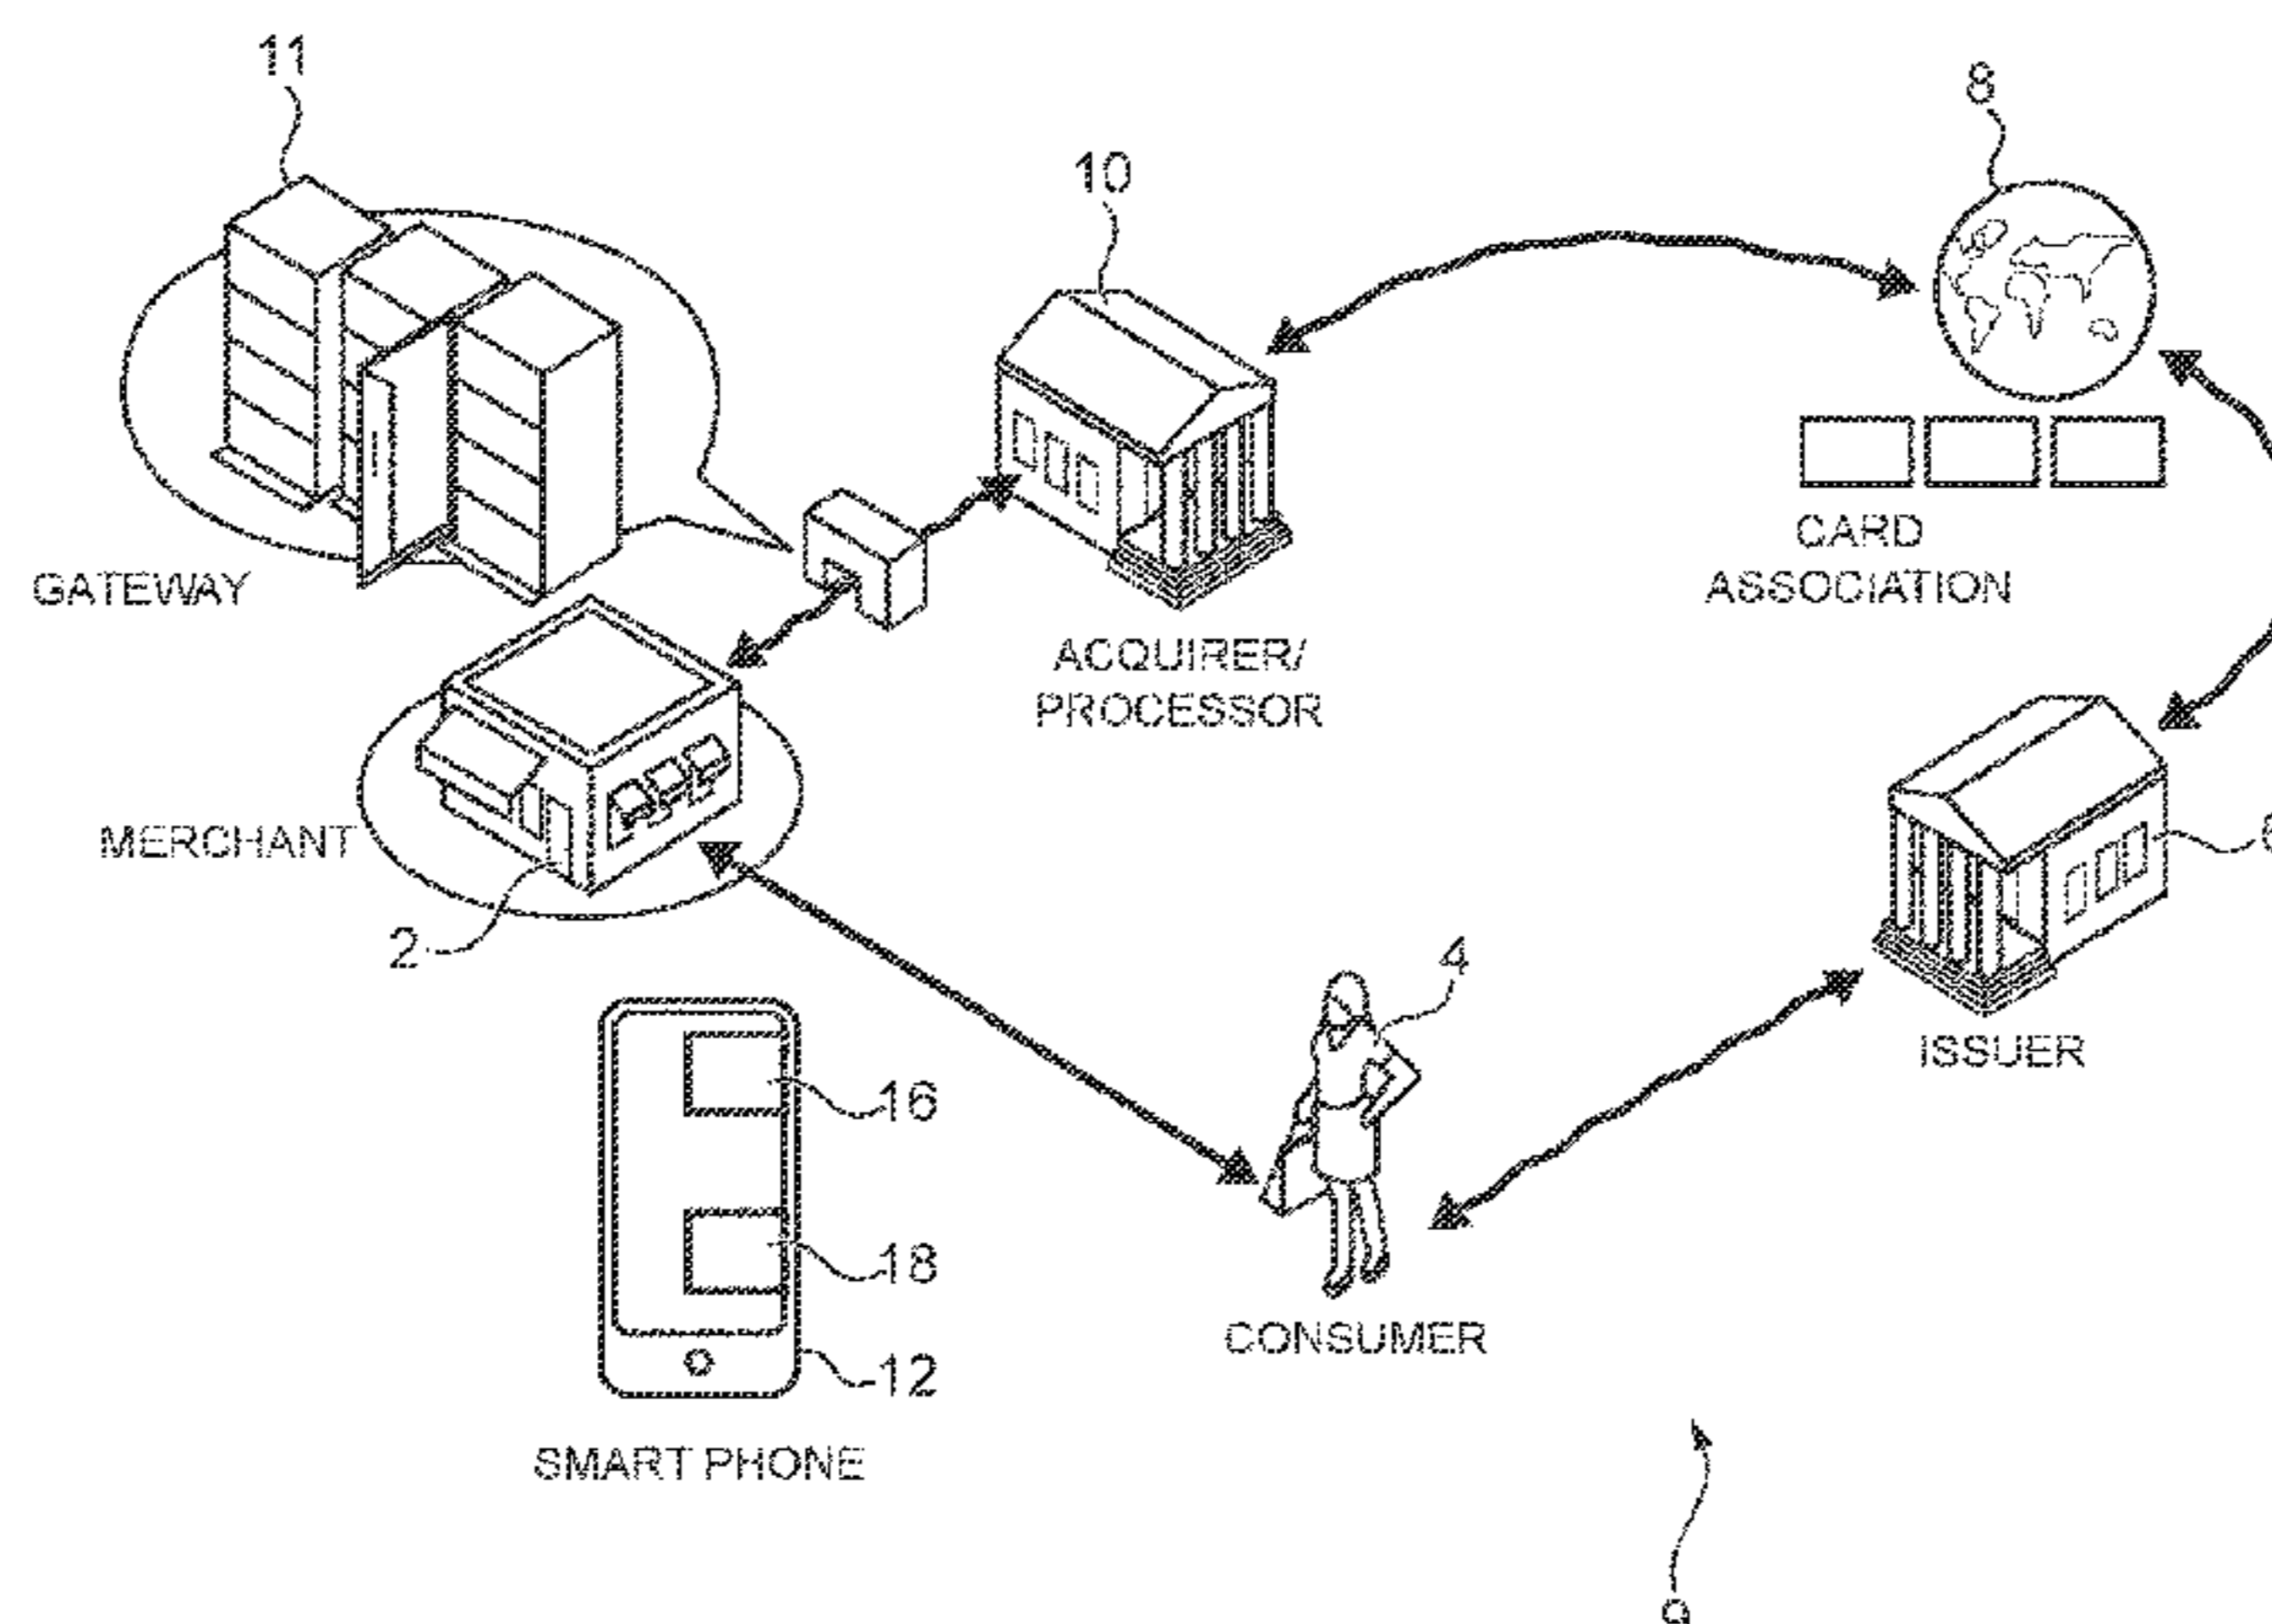 11
8
10
GATEWAY
CARD
ASSOCIATION
ACQUIRER/
PROCESSOR
MERCHANT
2
4
ISSUER
16
18
CONSUMER
12
SMART PHONE